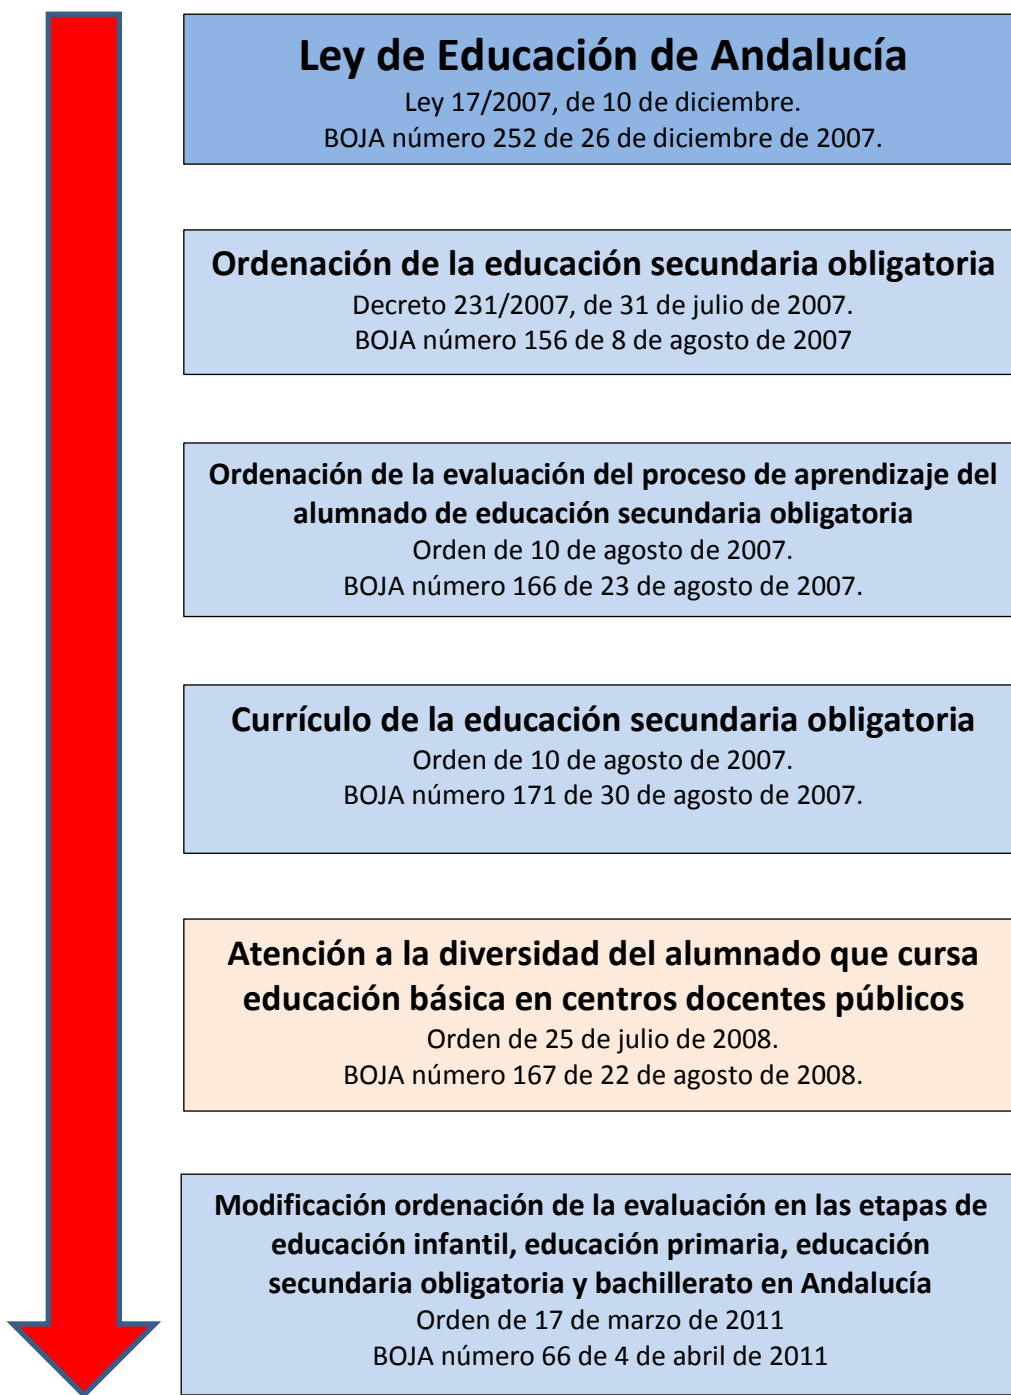 Ley de Educación de Andalucía
Ley 17/2007, de 10 de diciembre.
BOJA número 252 de 26 de diciembre de 2007.
Ordenación de la educación secundaria obligatoria
Decreto 231/2007, de 31 de julio de 2007.
BOJA número 156 de 8 de agosto de 2007
Ordenación de la evaluación del proceso de aprendizaje del
alumnado de educación secundaria obligatoria
Orden de 10 de agosto de 2007.
BOJA número 166 de 23 de agosto de 2007.
Currículo de la educación secundaria obligatoria
Orden de 10 de agosto de 2007.
BOJA número 171 de 30 de agosto de 2007.
Atención a la diversidad del alumnado que cursa
educación básica en centros docentes públicos
Orden de 25 de julio de 2008.
BOJA número 167 de 22 de agosto de 2008.
Modificación ordenación de la evaluación en las etapas de
educación infantil, educación primaria, educación
secundaria obligatoria y bachillerato en Andalucía
Orden de 17 de marzo de 2011
BOJA número 66 de 4 de abril de 2011